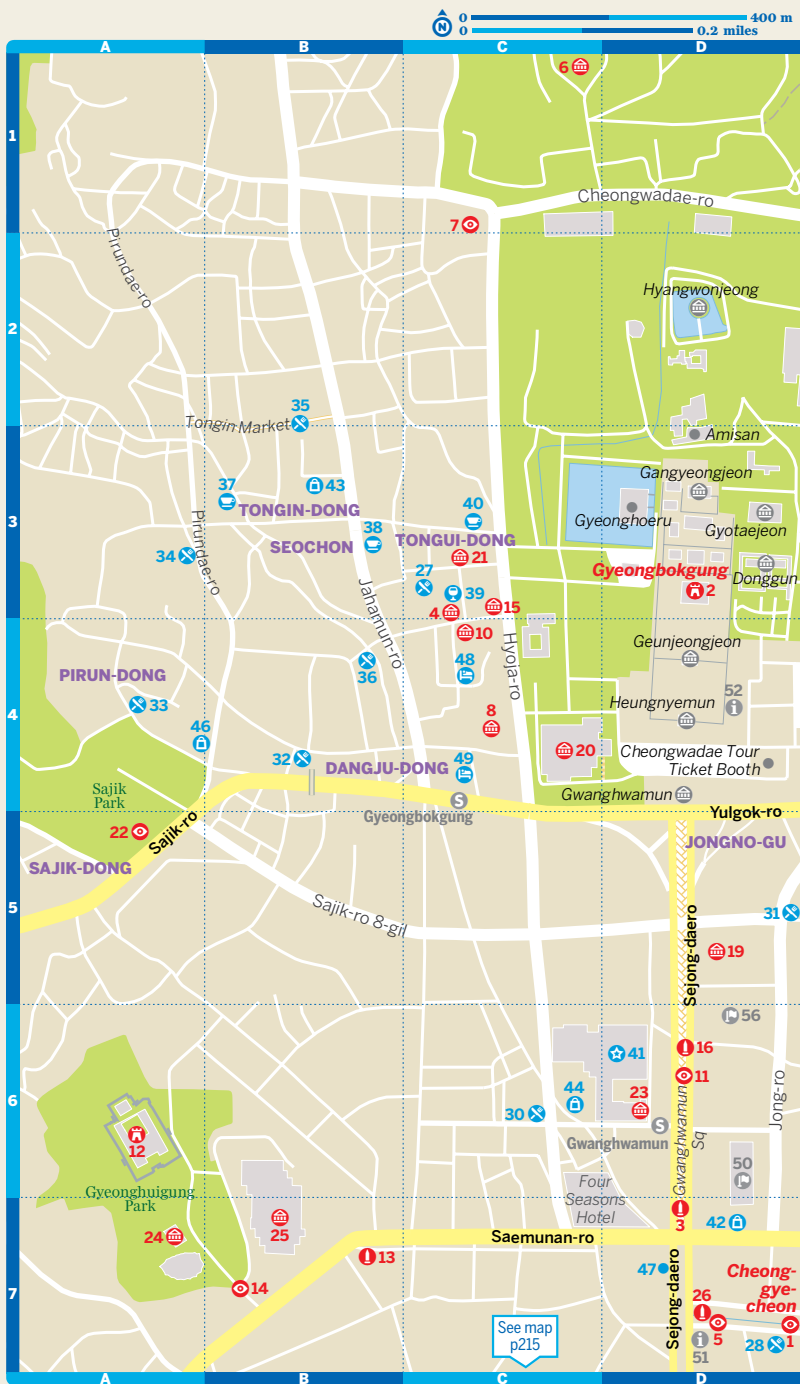 N
0 400 m
0 0.2 miles
A B C D
1
6
Cheongwadae-ro
7
Pirundae-ro
Hyangwonjeong
2
35
Tongin Market
Amisan
Gangyeongjeon
37
43
TONGIN-DONG
40
Gyeonghoeru
Gyotaejeon
3
Pirundae-ro
38
SEOCHON
TONGUI-DONG
34
21
27
Gyeongbokgung
Donggun
39
2
4
15
Jahamun-ro
10
Hyoja-ro
Geunjeongjeon
36
48
PIRUN-DONG
52
33
Heungnyemun
4
8
46
20
32
DANGJU-DONG
49
Cheongwadae Tour
Ticket Booth
Sajik
Park
S
Gwanghwamun
Gyeongbokgung
Yulgok-ro
22
Sajik-ro
JONGNO-GU
SAJIK-DONG
5
Sajik-ro 8-gil
31
Sejong-daero
19
56
41
16
11
6
44
23
30
Jong-ro
12
S
Gwanghwamun
Gwanghwamun
Sq
50
Gyeonghuigung
Park
Four
Seasons
Hotel
24
25
3
42
Saemunan-ro
13
47
Cheong-
gye-
cheon
7
14
Sejong-daero
26
5
1
See map
p215
51
28
A B C D